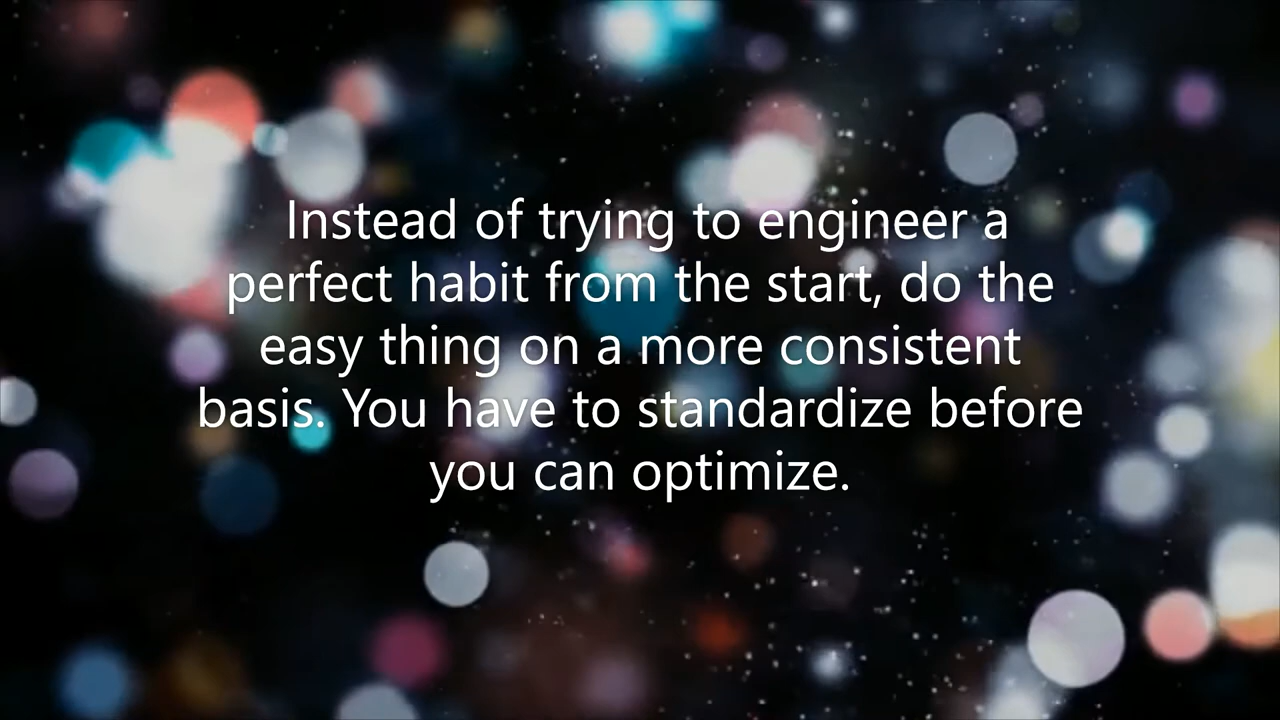 Instead of trying to engineer a
perfect habit from the start, do the
easy thing on a more consistent
basis. You have to standardize before
you can optimize.